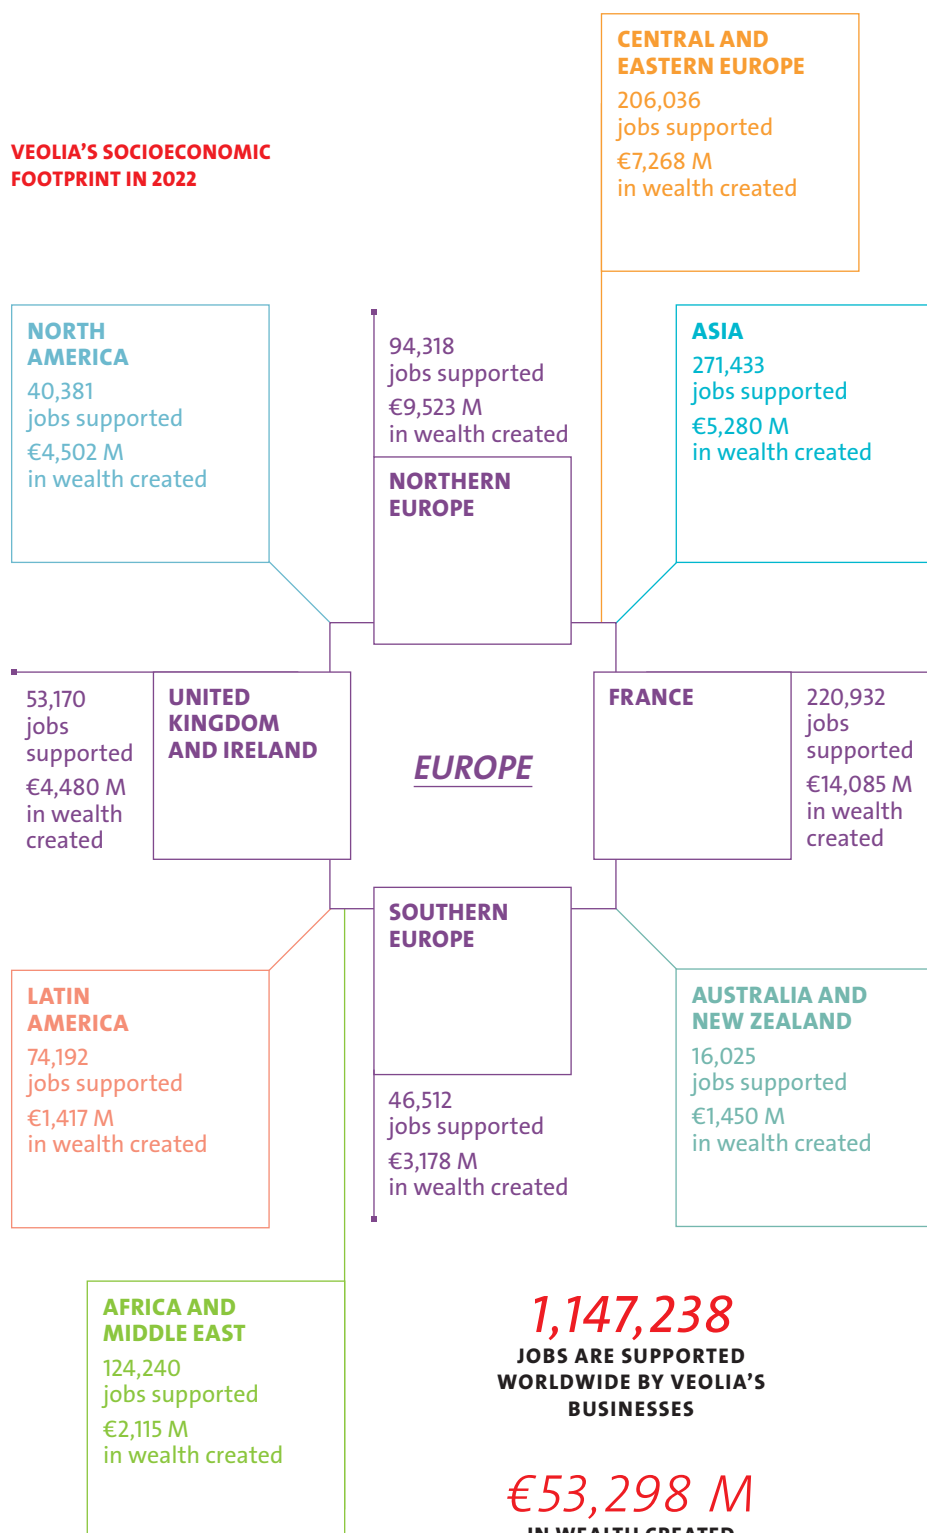 CENTRAL AND
EASTERN EUROPE
206,036
jobs supported
€7,268 M
in wealth created
VEOLIA’S SOCIOECONOMIC
FOOTPRINT IN 2022
NORTH
AMERICA
40,381
jobs supported
€4,502 M
in wealth created
94,318
jobs supported
€9,523 M
in wealth created
NORTHERN
EUROPE
ASIA
271,433
jobs supported
€5,280 M
in wealth created
53,170
jobs
supported
€4,480 M
in wealth
created
UNITED
KINGDOM
AND IRELAND
EUROPE
FRANCE
220,932
jobs
supported
€14,085 M
in wealth
created
SOUTHERN
EUROPE
46,512
jobs supported
€3,178 M
in wealth created
LATIN
AMERICA
74,192
jobs supported
€1,417 M
in wealth created
AUSTRALIA AND
NEW ZEALAND
16,025
jobs supported
€1,450 M
in wealth created
AFRICA AND
MIDDLE EAST
124,240
jobs supported
€2,115 M
in wealth created
1,147,238
JOBS ARE SUPPORTED
WORLDWIDE BY VEOLIA’S
BUSINESSES
€53,298 M
IN WEALTH CREATED